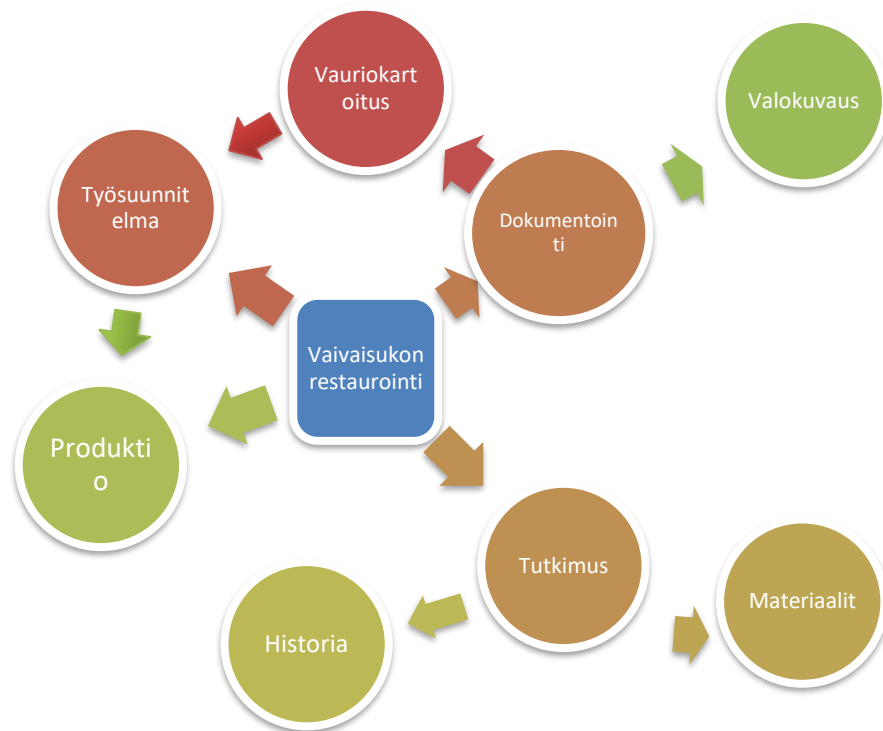 Vauriokart
oitus
Valokuvaus
Työsuunnit
elma
Dokumentoin
ti
Vaivaisukon
restaurointi
Produkti
o
Tutkimus
Materiaalit
Historia